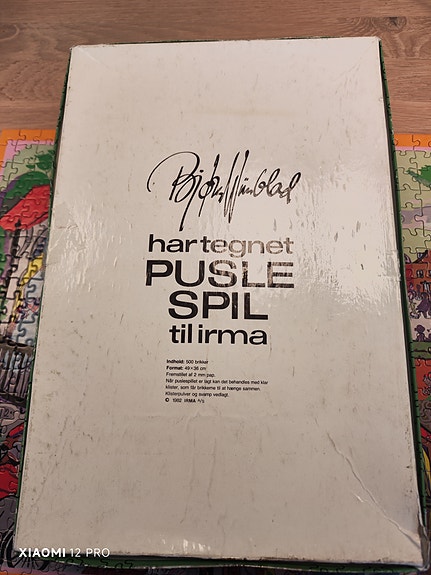 Bjørn Wiinblad
har tegnet
PUSLE
SPIL
til irma
Indhold: 500 brikker
Format: 49×36 cm
Fremstillet af 2 mm pap.
Når puslespillet er lagt kan det behandles med klar
klister, som får brikkerne til at hænge sammen.
Klisterpulver og svamp vedlagt.
© 1982 IRMA A/S
XIAOMI 12 PRO